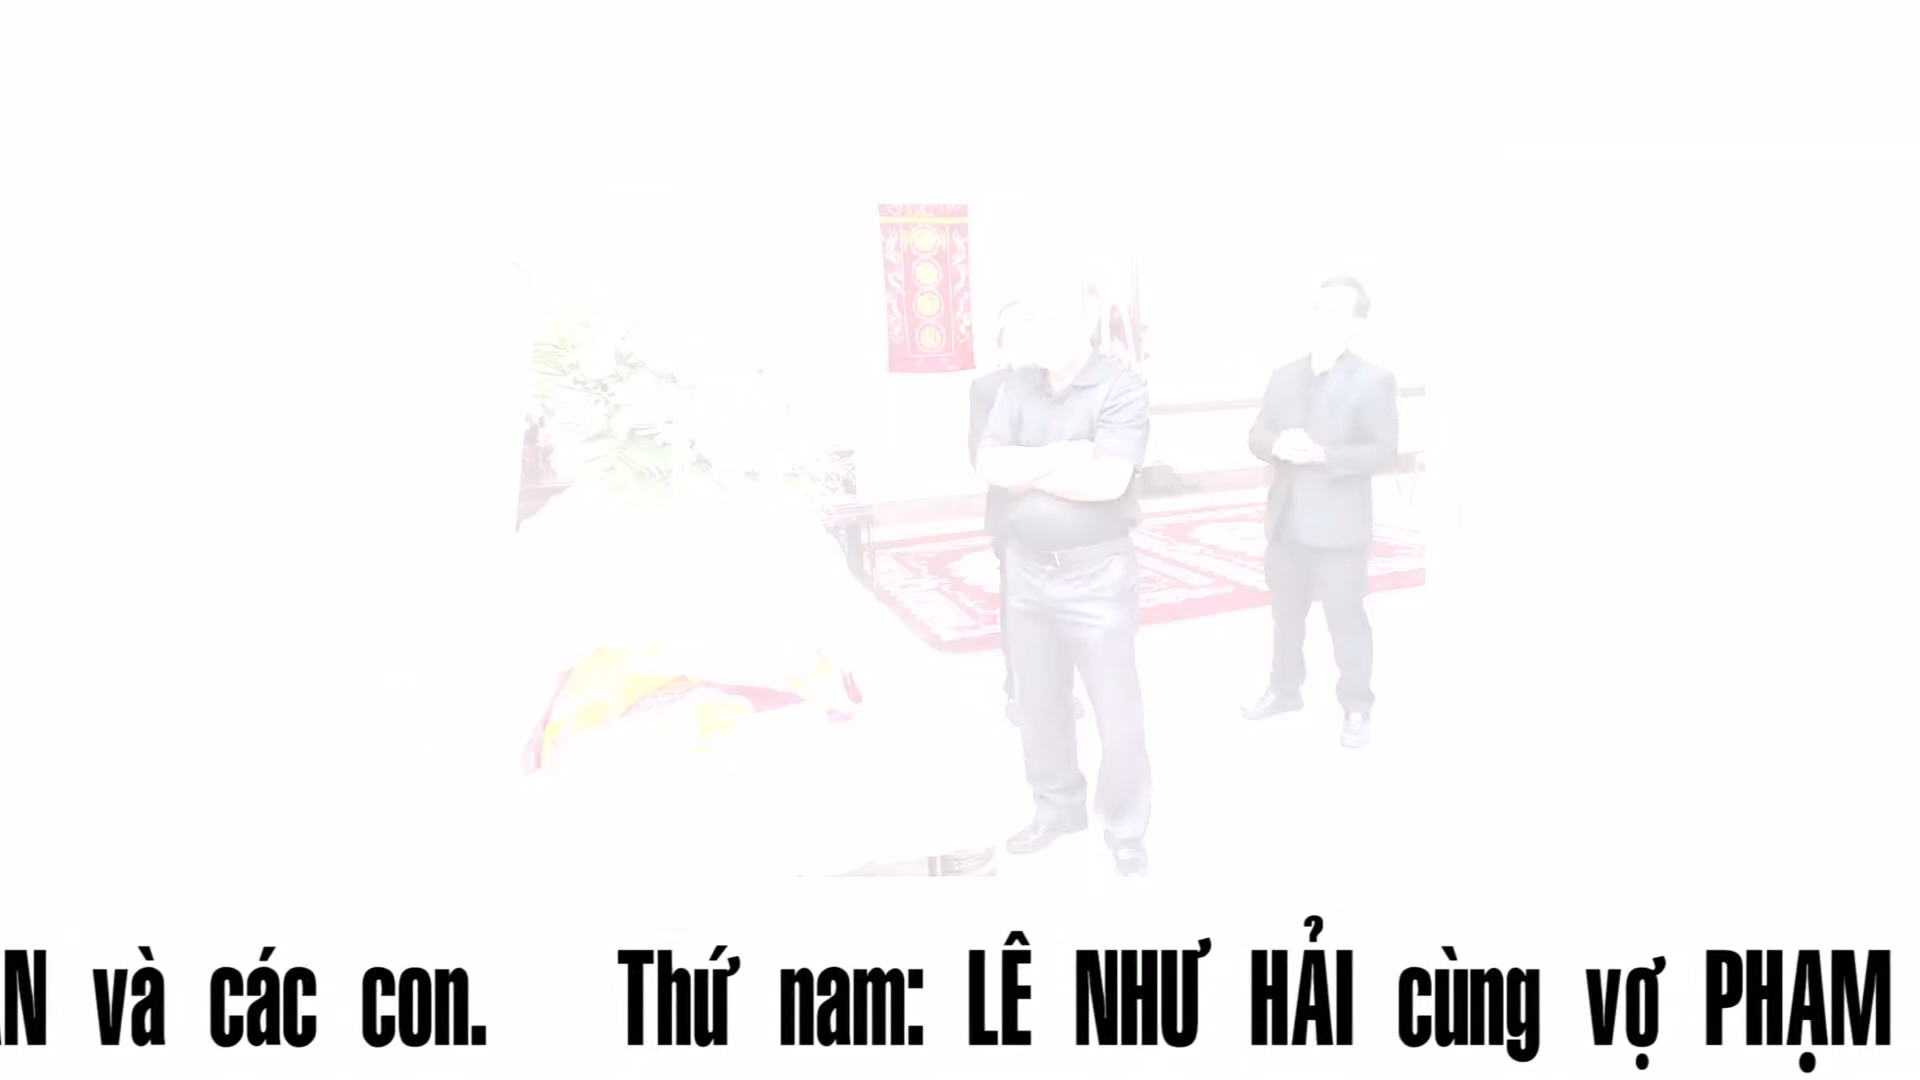 và các con. Thứ nam: LÊ NHƯ HẢI cùng vợ PHẠM